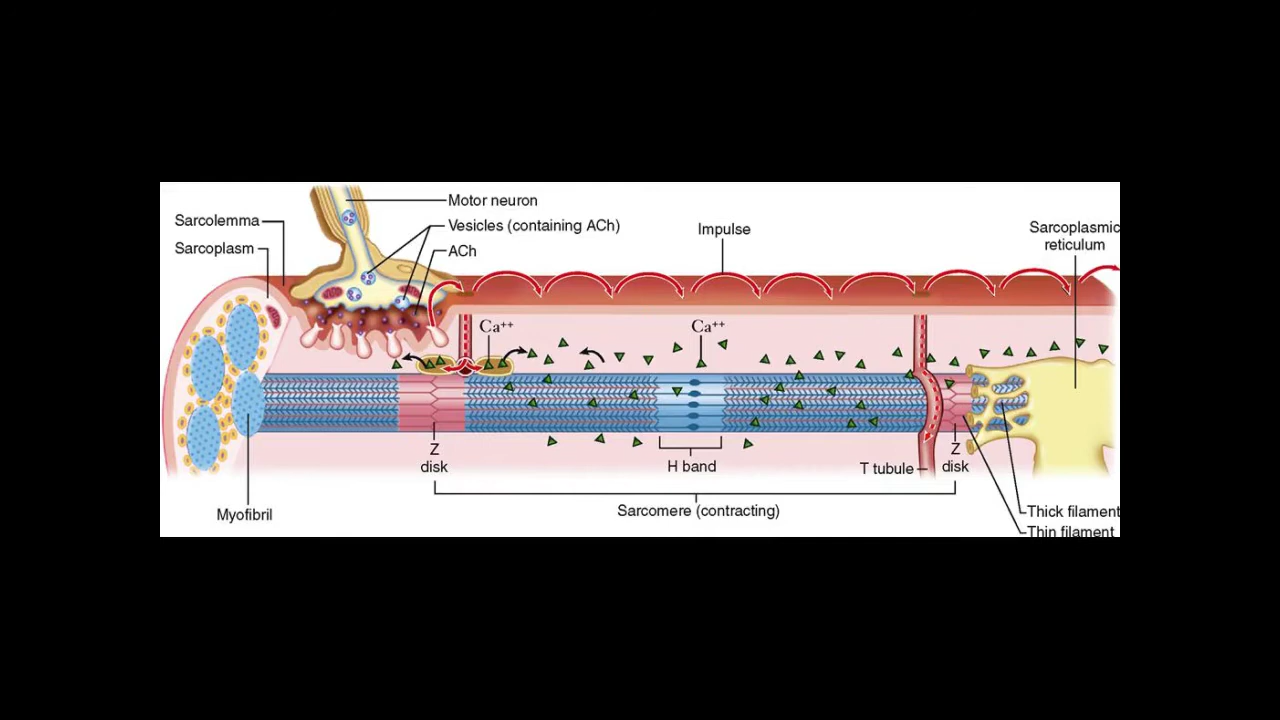 Motor neuron
Sarcolemma
Vesicles (containing ACh)
Impulse
Sarcoplasmic
reticulum
Sarcoplasm
ACh
Ca++
Ca++
Z
disk
H band
T tubule
Z
disk
Sarcomere (contracting)
Myofibril
Thick filament
Thin filament